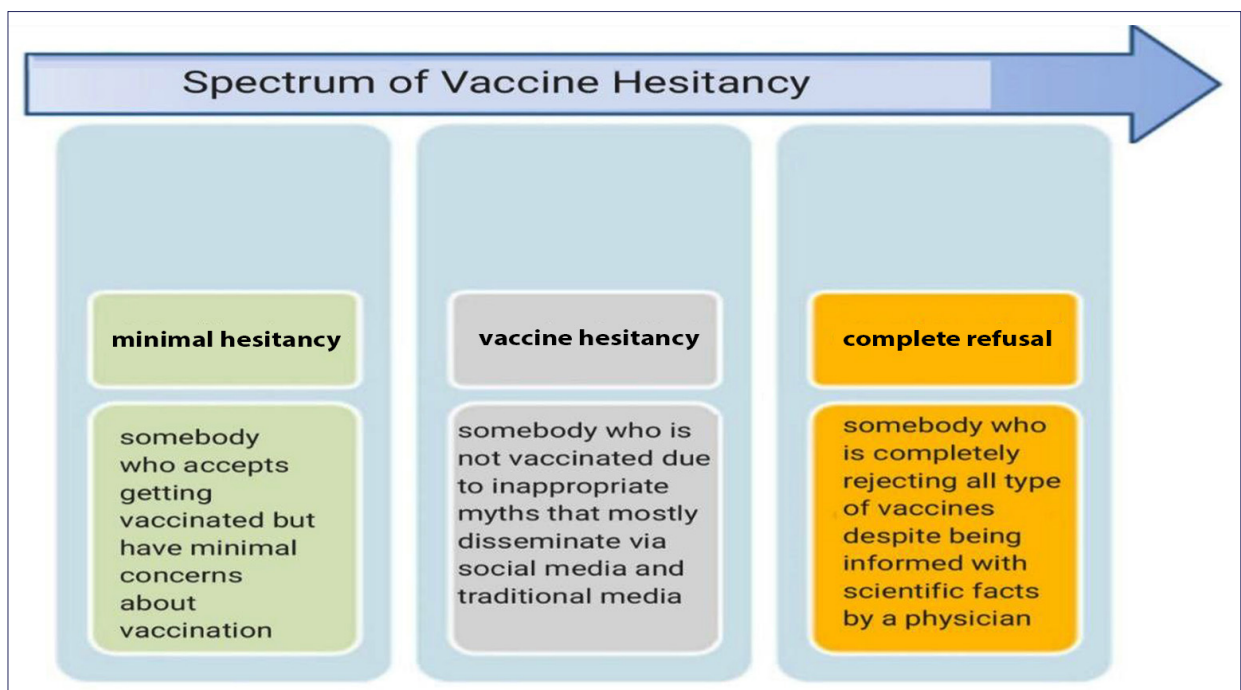 Spectrum of Vaccine Hesitancy
minimal hesitancy
somebody
who accepts
getting
vaccinated but
have minimal
concerns
about
vaccination
vaccine hesitancy
somebody who is
not vaccinated due
to inappropriate
myths that mostly
disseminate via
social media and
traditional media
complete refusal
somebody who
is completely
rejecting all type
of vaccines
despite being
informed with
scientific facts
by a physician